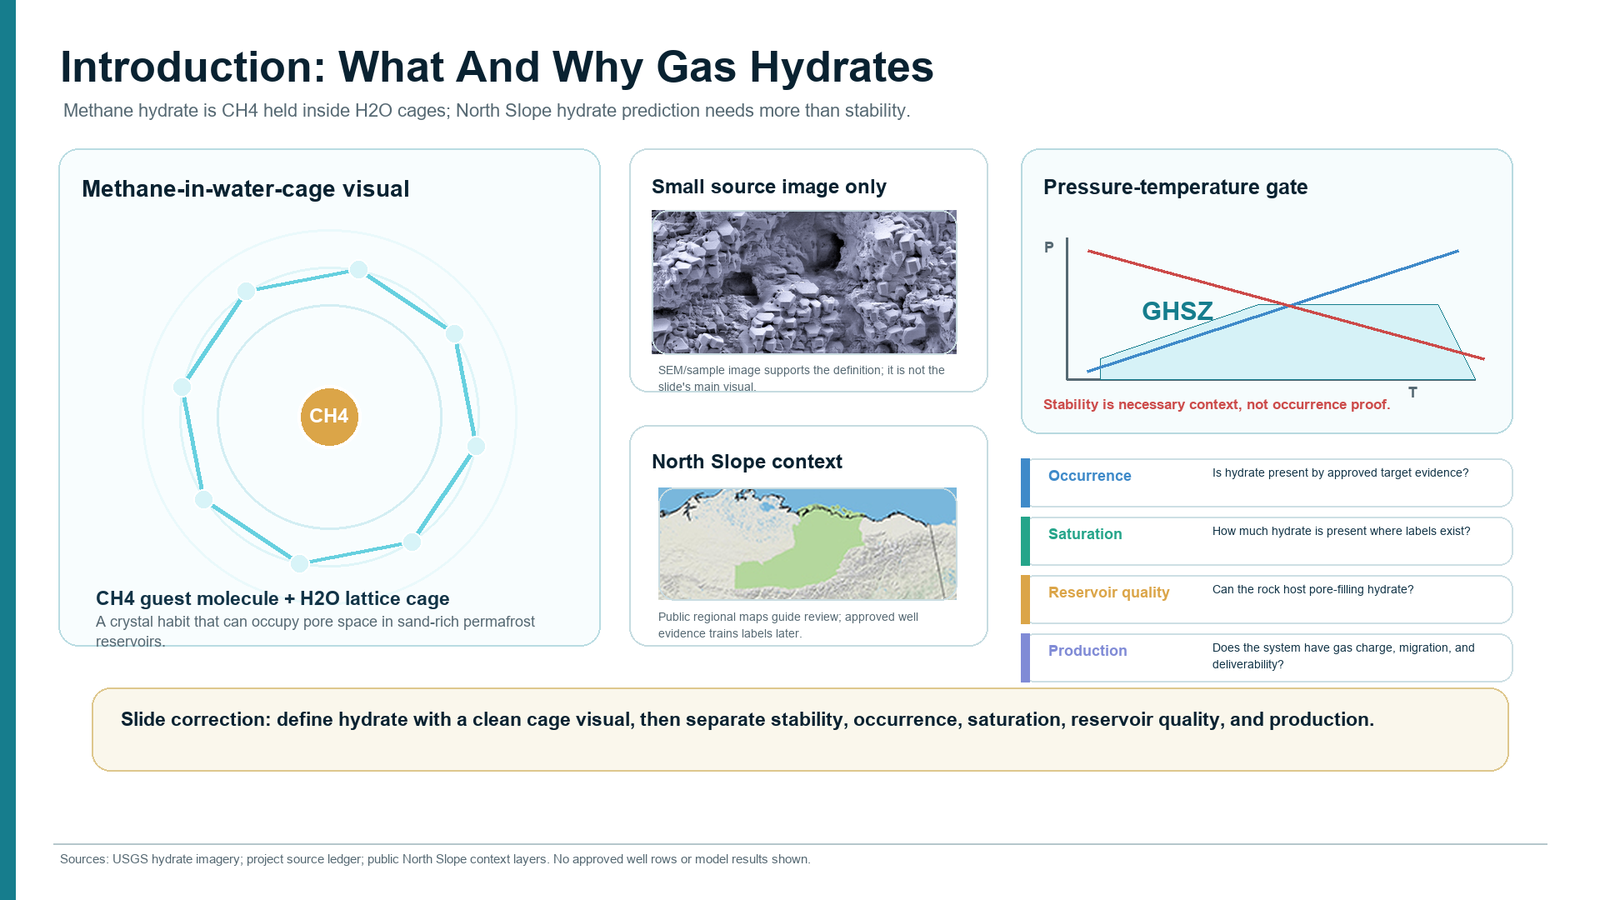 Introduction: What And Why Gas Hydrates
Methane hydrate is CH4 held inside H2O cages; North Slope hydrate prediction needs more than stability.
Methane-in-water-cage visual
CH4
CH4 guest molecule + H2O lattice cage
A crystal habit that can occupy pore space in sand-rich permafrost
reservoirs.
Small source image only
SEM/sample image supports the definition; it is not the
slide's main visual.
North Slope context
Public regional maps guide review; approved well
evidence trains labels later.
Pressure-temperature gate
P
GHSZ
T
Stability is necessary context, not occurrence proof.
Occurrence
Is hydrate present by approved target evidence?
Saturation
How much hydrate is present where labels exist?
Reservoir quality
Can the rock host pore-filling hydrate?
Production
Does the system have gas charge, migration, and
deliverability?
Slide correction: define hydrate with a clean cage visual, then separate stability, occurrence, saturation, reservoir quality, and production.
Sources: USGS hydrate imagery; project source ledger; public North Slope context layers. No approved well rows or model results shown.